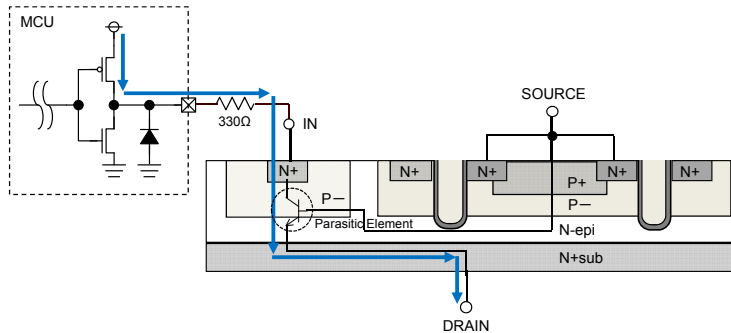 MCU
330Ω
IN
SOURCE
N+
N+
N+
N+
N+
P+
P−
P−
Parasitic Element
N-epi
N+sub
DRAIN